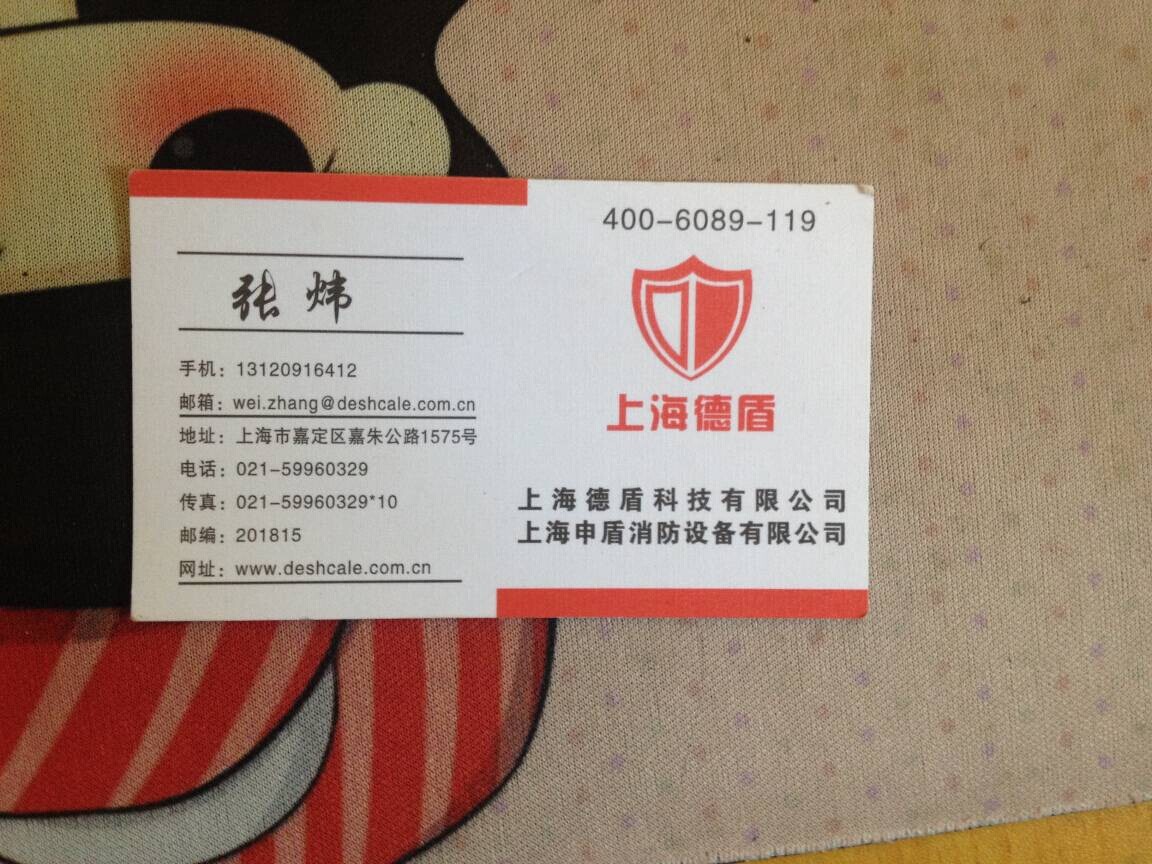 400-6089-119
张 炜
手机：13120916412
邮箱：wei.zhang@deshcale.com.cn
地址：上海市嘉定区嘉朱公路1575号
电话：021-59960329
传真：021-59960329*10
邮编：201815
网址：www.deshcale.com.cn
上海德盾
上海德盾科技有限公司
上海申盾消防设备有限公司